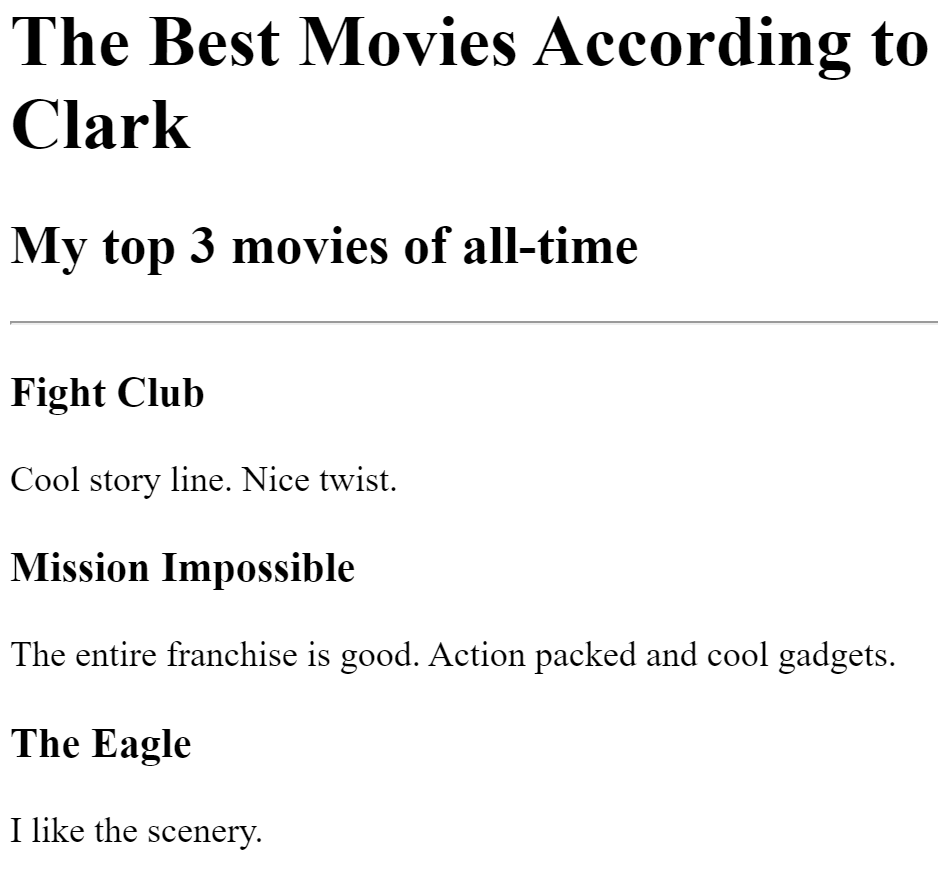 The Best Movies According to
Clark
My top 3 movies of all-time
Fight Club
Cool story line. Nice twist.
Mission Impossible
The entire franchise is good. Action packed and cool gadgets.
The Eagle
I like the scenery.